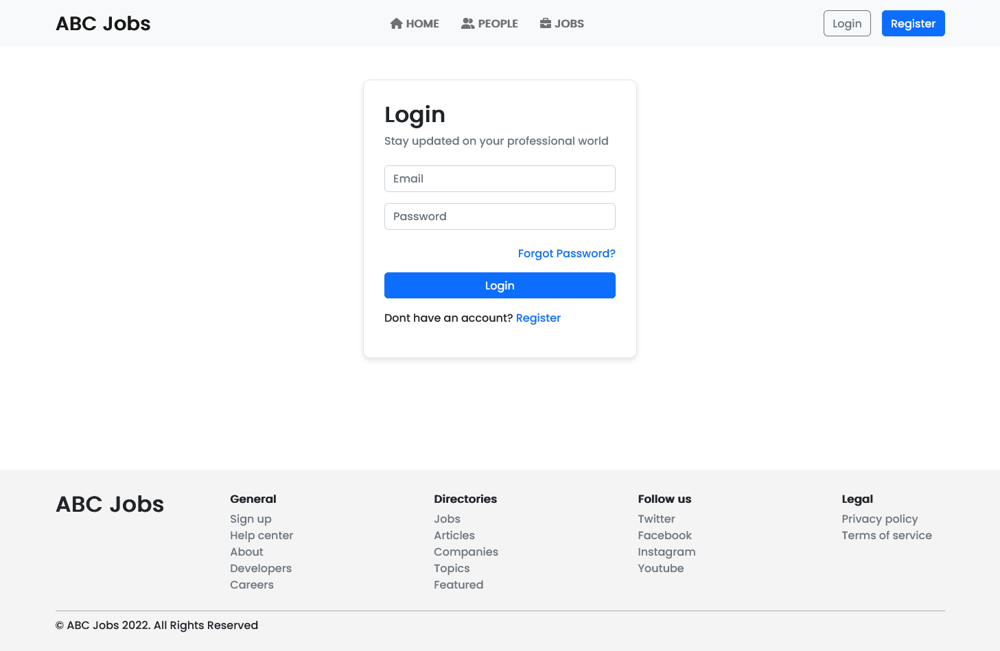 ABC Jobs
HOME
PEOPLE
JOBS
Login
Register
Login
Stay updated on your professional world
Email
Password
Forgot Password?
Login
Dont have an account? Register
ABC Jobs
General
Sign up
Help center
About
Developers
Careers
Directories
Jobs
Articles
Companies
Topics
Featured
Follow us
Twitter
Facebook
Instagram
Youtube
Legal
Privacy policy
Terms of service
© ABC Jobs 2022. All Rights Reserved